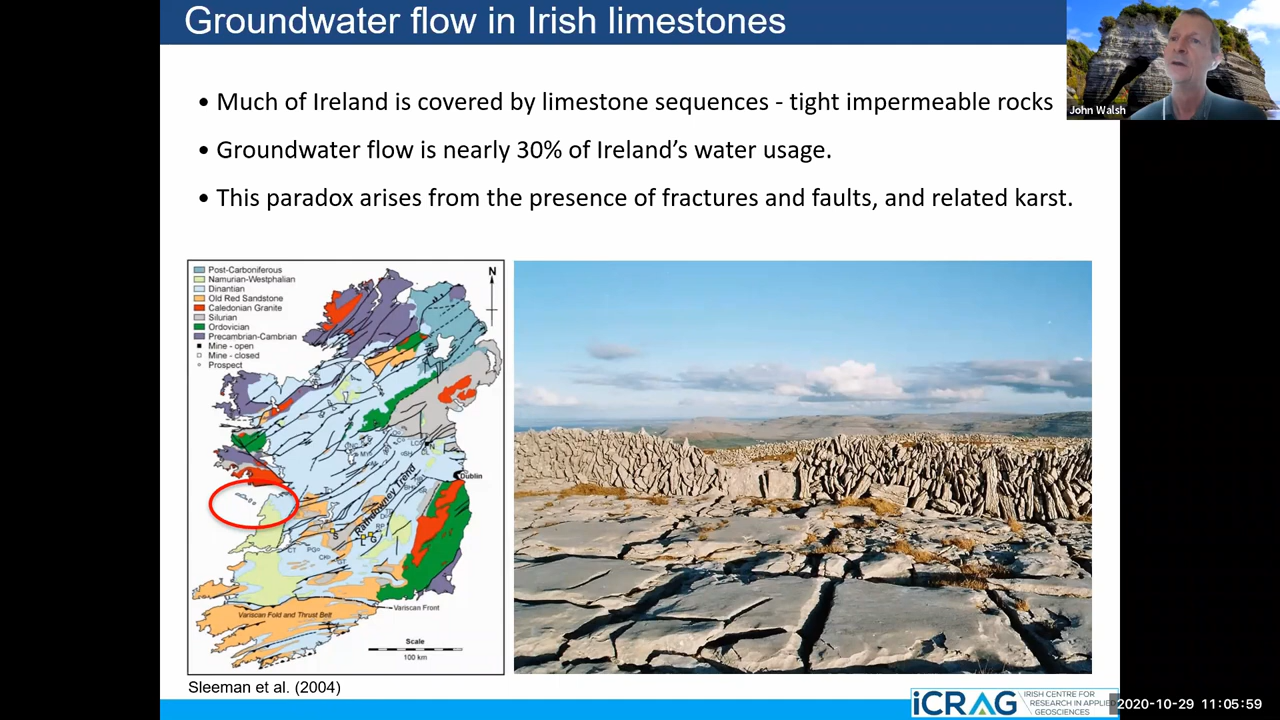 Groundwater flow in Irish limestones
John Walsh
• Much of Ireland is covered by limestone sequences - tight impermeable rocks
• Groundwater flow is nearly 30% of Ireland’s water usage.
• This paradox arises from the presence of fractures and faults, and related karst.
Post-Carboniferous
Namurian-Westphalian
Dinantian
Old Red Sandstone
Caledonian Granite
Silurian
Ordovician
Precambrian-Cambrian
Mine - open
Mine - closed
Prospect
N
Dublin
Rathdowney Trend
CT
PG
L
G
Variscan Front
Variscan Fold and Thrust Belt
Scale
100 km
Sleeman et al. (2004)
iCRAG
IRISH CENTRE FOR
RESEARCH IN APPLIED
GEOSCIENCES
2020-10-29 11:05:59